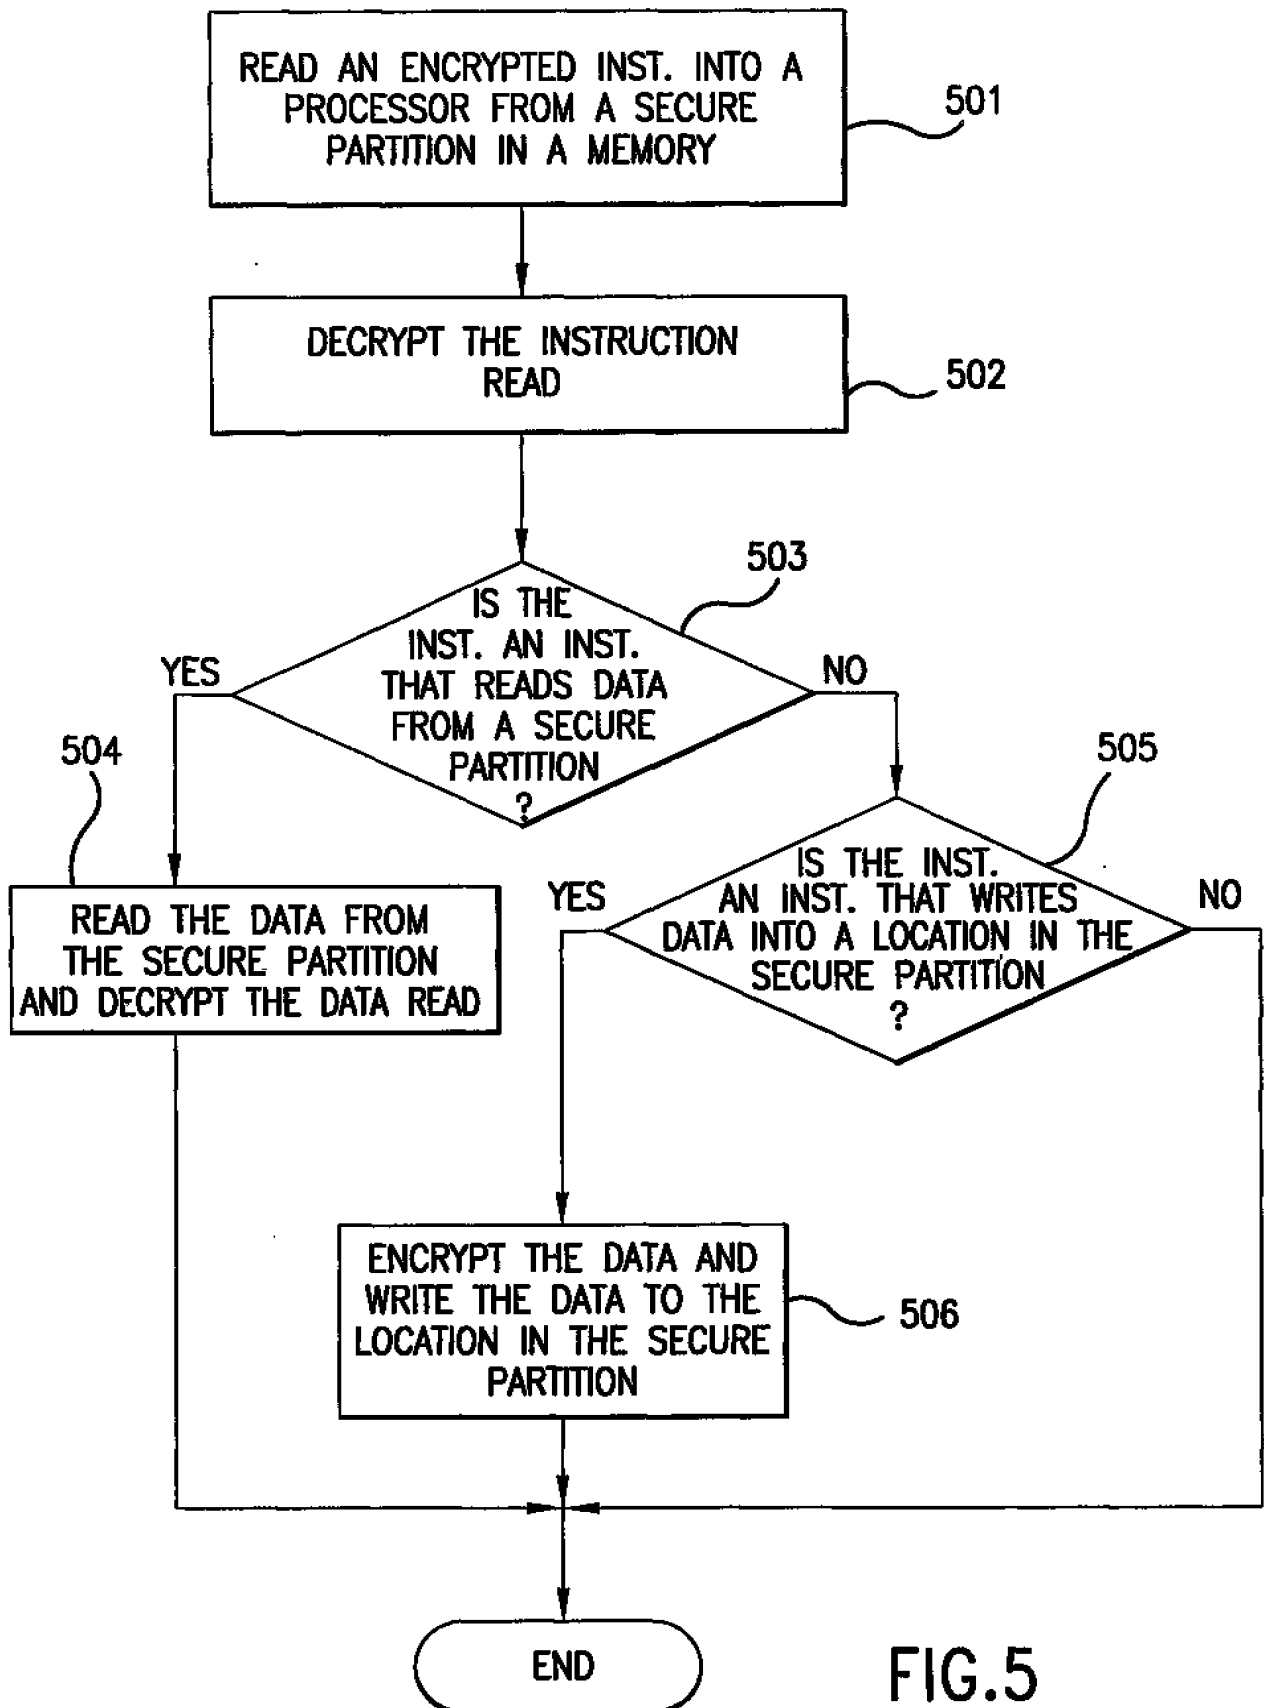 READ AN ENCRYPTED INST. INTO A
PROCESSOR FROM A SECURE
PARTITION IN A MEMORY
501
DECRYPT THE INSTRUCTION
READ
502
503
IS THE
INST. AN INST.
THAT READS DATA
FROM A SECURE
PARTITION
?
YES
NO
504
READ THE DATA FROM
THE SECURE PARTITION
AND DECRYPT THE DATA READ
505
IS THE INST.
AN INST. THAT WRITES
DATA INTO A LOCATION IN THE
SECURE PARTITION
?
YES
NO
ENCRYPT THE DATA AND
WRITE THE DATA TO THE
LOCATION IN THE SECURE
PARTITION
506
END
FIG.5